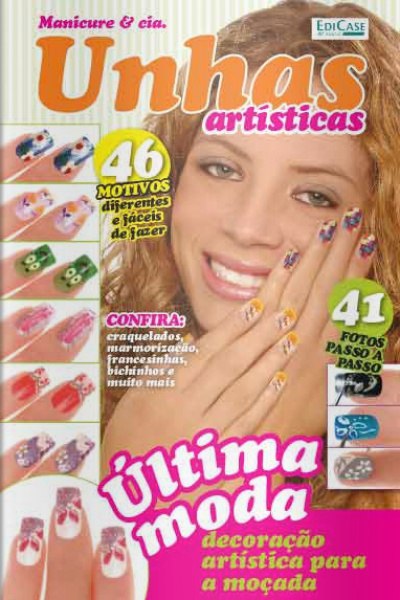 Manicure & cia.
EDICASE
Unhas
artísticas
46
MOTIVOS
diferentes
e fáceis
de fazer
CONFIRA:
craquelados,
marmorização,
francesinhas,
bichinhos e
muito mais
41
FOTOS
PASSO A
PASSO
Última
moda
decoração
artística para
a moçada